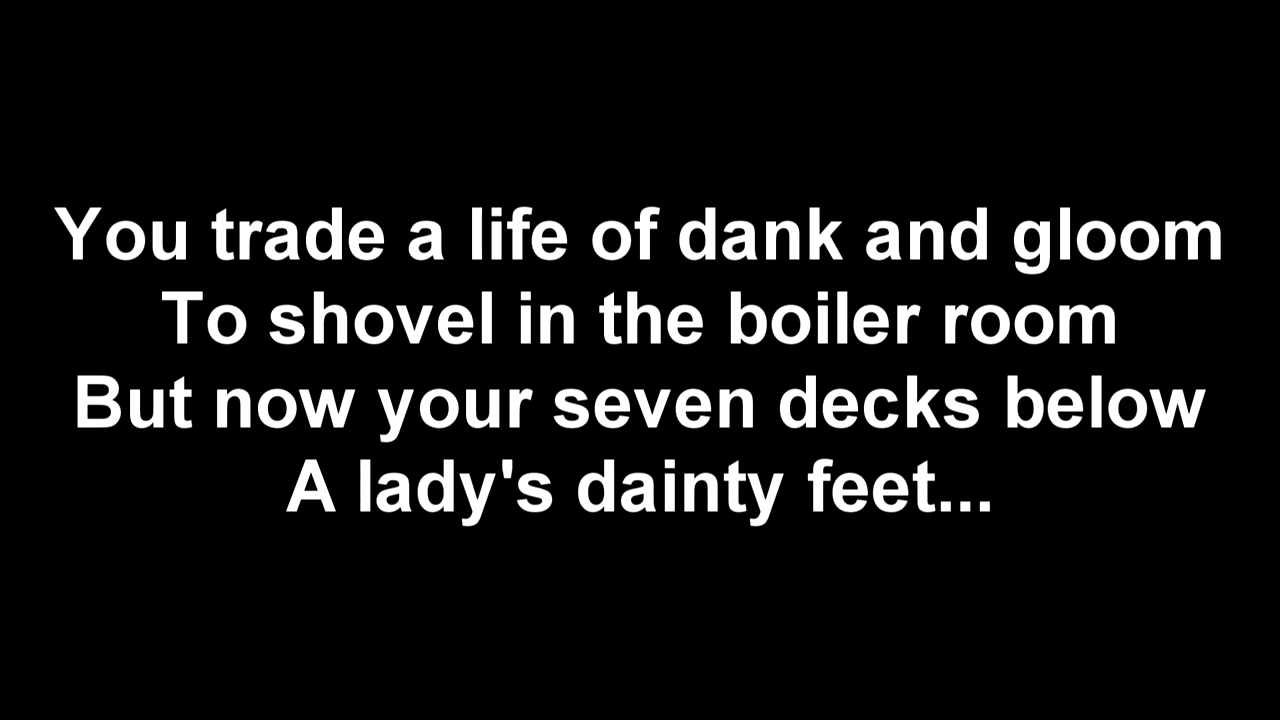 You trade a life of dank and gloom
To shovel in the boiler room
But now your seven decks below
A lady's dainty feet...